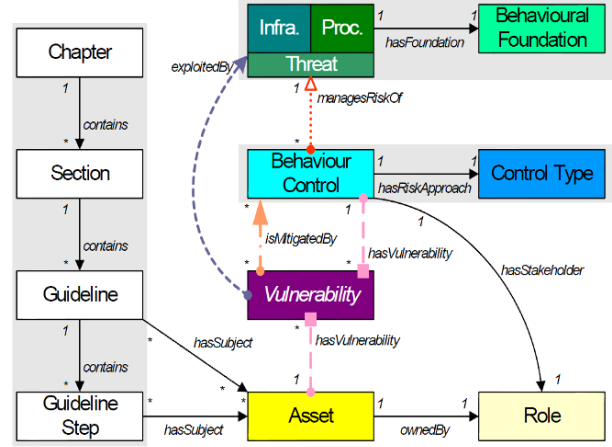 Chapter
1
contains
*
Section
1
contains
*
Guideline
1
*
contains
*
Guideline
Step
*
hasSubject
*
*
hasSubject
*
Infra.
Proc.
Threat
1
hasFoundation
1
Behavioural
Foundation
exploitedBy
1
managesRiskOf
*
Behaviour
Control
1
hasRiskApproach
1
Control Type
*
isMitigatedBy
*
1
hasVulnerability
*
1
hasStakeholder
1
Vulnerability
*
hasVulnerability
1
Asset
1
ownedBy
1
Role